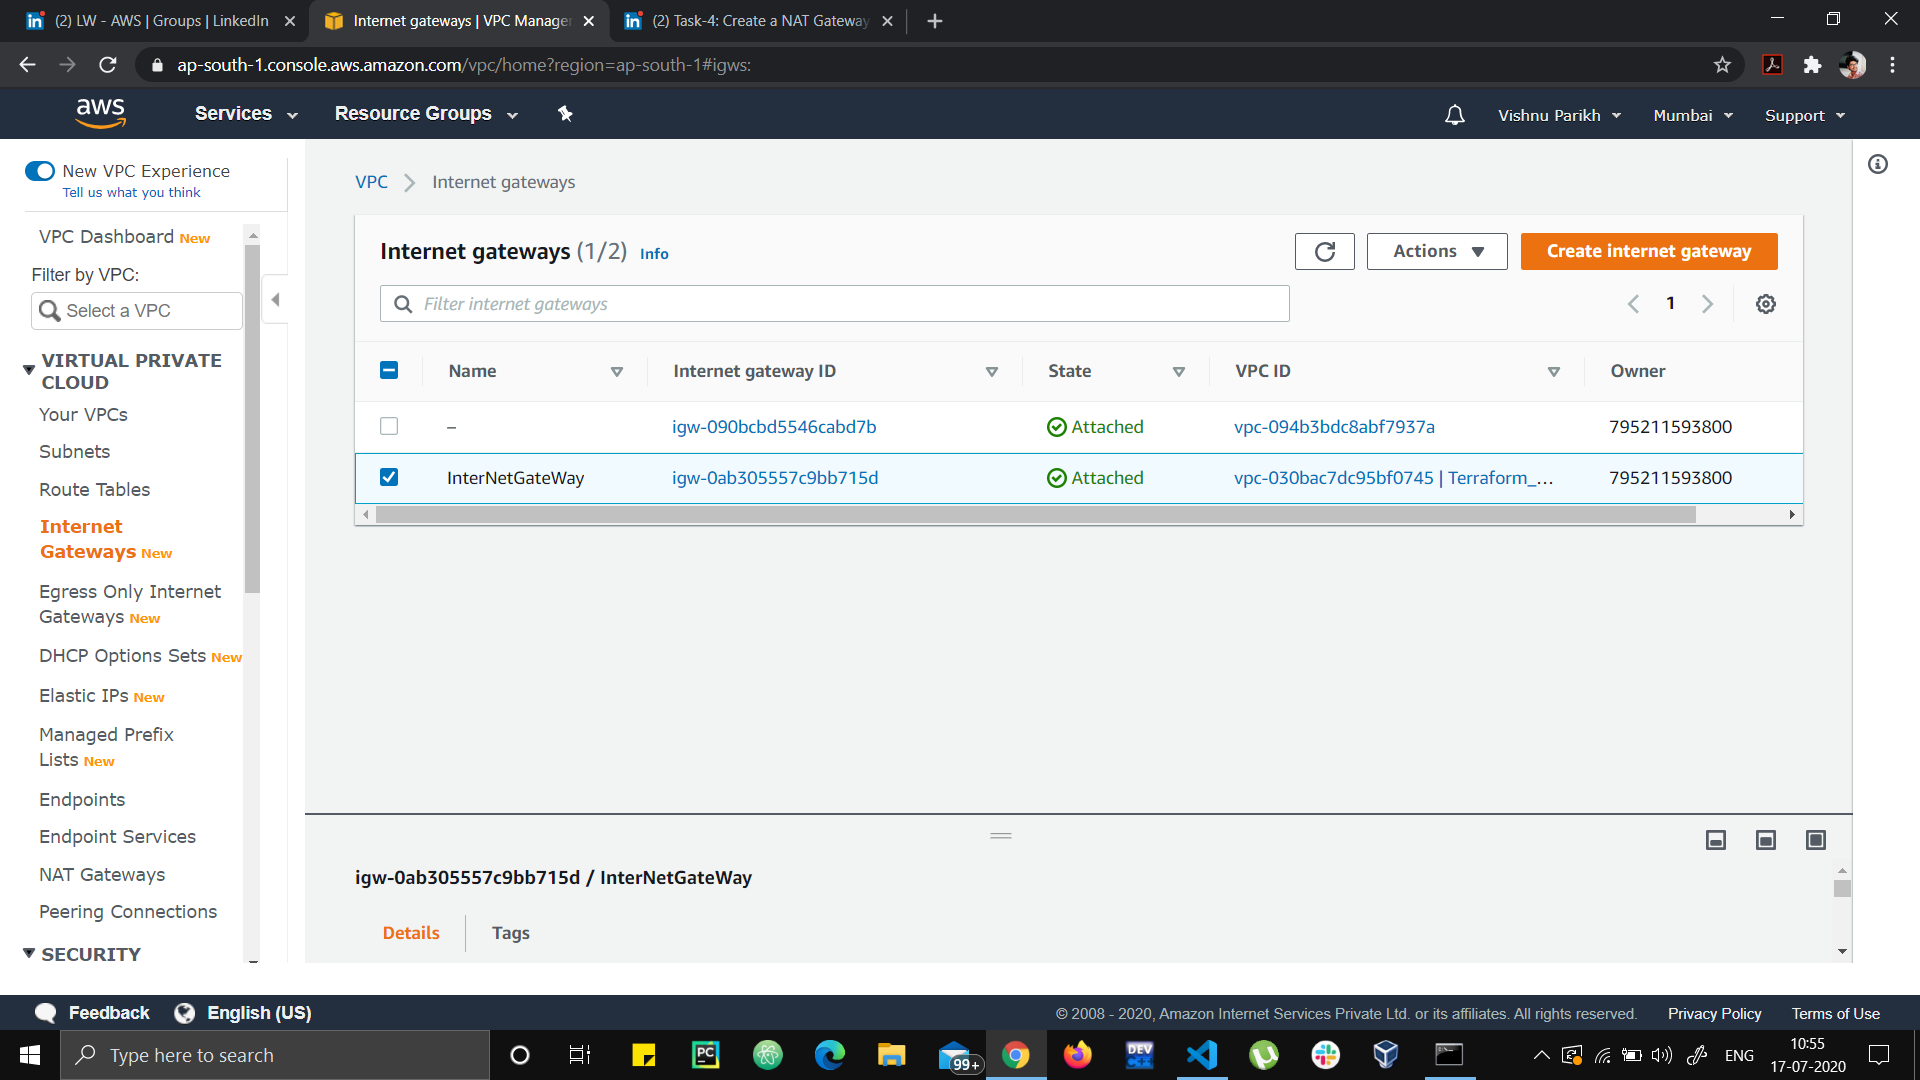 (2) LW - AWS | Groups | LinkedIn
Internet gateways | VPC Manager
(2) Task-4: Create a NAT Gateway
ap-south-1.console.aws.amazon.com/vpc/home?region=ap-south-1#igws:
aws
Services
Resource Groups
Vishnu Parikh
Mumbai
Support
New VPC Experience
Tell us what you think
VPC Dashboard New
Filter by VPC:
Select a VPC
VIRTUAL PRIVATE
CLOUD
Your VPCs
Subnets
Route Tables
Internet
Gateways New
Egress Only Internet
Gateways New
DHCP Options Sets New
Elastic IPs New
Managed Prefix
Lists New
Endpoints
Endpoint Services
NAT Gateways
Peering Connections
SECURITY
VPC
Internet gateways
Internet gateways (1/2) Info
Actions
Create internet gateway
Filter internet gateways
1
Name
Internet gateway ID
State
VPC ID
Owner
–
igw-090bcbd5546cabd7b
Attached
vpc-094b3bdc8abf7937a
795211593800
InterNetGateWay
igw-0ab305557c9bb715d
Attached
vpc-030bac7dc95bf0745 | Terraform_...
795211593800
igw-0ab305557c9bb715d / InterNetGateWay
Details
Tags
Feedback
English (US)
© 2008 - 2020, Amazon Internet Services Private Ltd. or its affiliates. All rights reserved.
Privacy Policy
Terms of Use
Type here to search
PC
99+
DEV
C++
ENG
10:55
17-07-2020